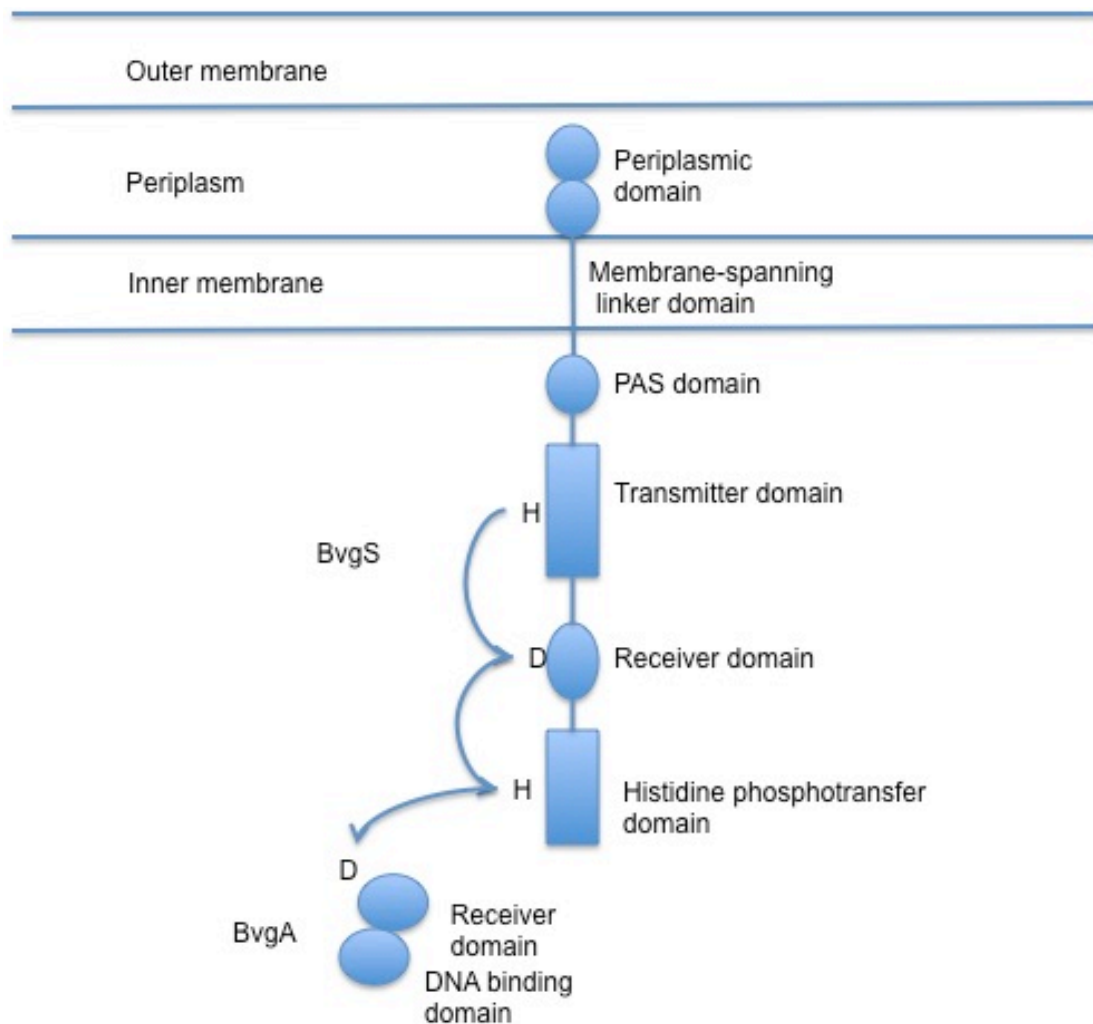 Outer membrane
Periplasm
Periplasmic
domain
Inner membrane
Membrane-spanning
linker domain
PAS domain
Transmitter domain
H
BvgS
D
Receiver domain
H
Histidine phosphotransfer
domain
D
BvgA
Receiver
domain
DNA binding
domain